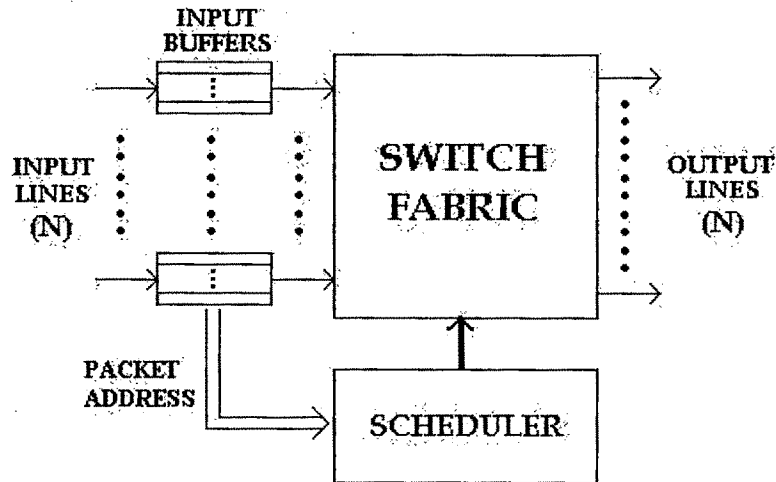 INPUT
BUFFERS
INPUT
LINES
(N)
SWITCH
FABRIC
OUTPUT
LINES
(N)
PACKET
ADDRESS
SCHEDULER